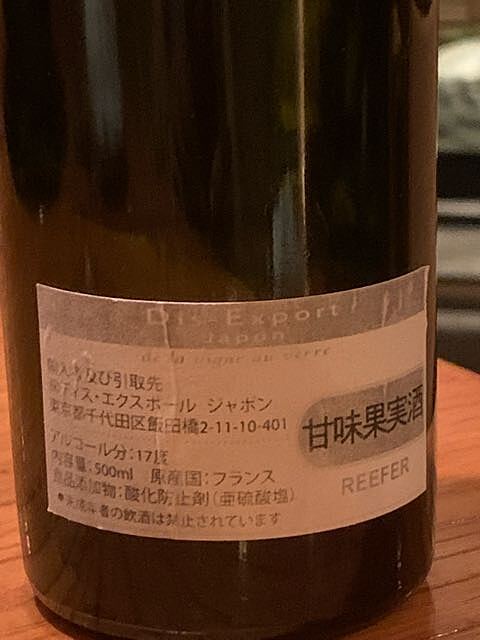 Dis-Export
Japon
de la vigne au verre
輸入者及び引取先
㈱ディス・エクスポール ジャポン
東京都千代田区飯田橋2-11-10-401
アルコール分:17度
内容量:500ml 原産国:フランス
食品添加物:酸化防止剤(亜硫酸塩)
●未成年者の飲酒は禁止されています
甘味果実酒
REEFER